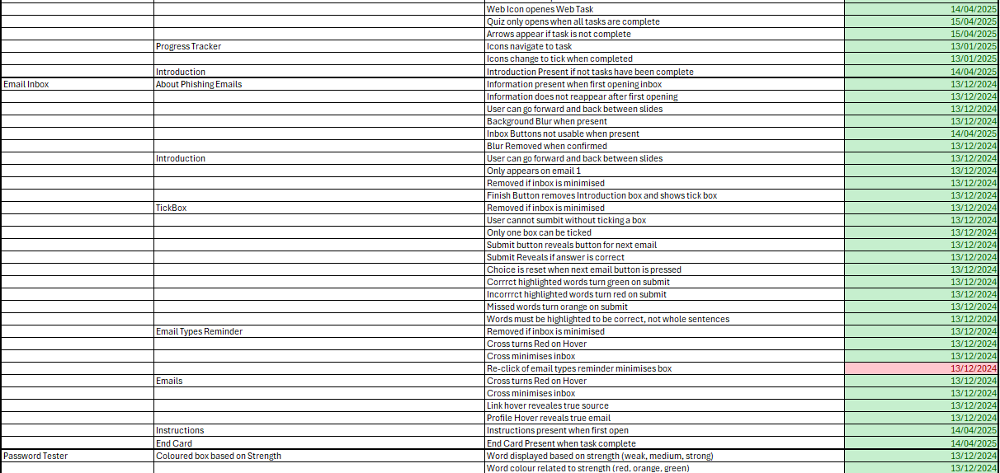 Web Icon openes Web Task 14/04/2025
Quiz only opens when all tasks are complete 15/04/2025
Arrows appear if task is not complete 15/04/2025
Progress Tracker Icons navigate to task 13/01/2025
Icons change to tick when completed 13/01/2025
Introduction Introduction Present if not tasks have been complete 14/04/2025
Email Inbox About Phishing Emails Information present when first opening inbox 13/12/2024
Information does not reappear after first opening 13/12/2024
User can go forward and back between slides 13/12/2024
Background Blur when present 13/12/2024
Inbox Buttons not usable when present 14/04/2025
Blur Removed when confirmed 13/12/2024
Introduction User can go forward and back between slides 13/12/2024
Only appears on email 1 13/12/2024
Removed if inbox is minimised 13/12/2024
Finish Button removes Introduction box and shows tick box 13/12/2024
TickBox Removed if inbox is minimised 13/12/2024
User cannot sumbit without ticking a box 13/12/2024
Only one box can be ticked 13/12/2024
Submit button reveals button for next email 13/12/2024
Submit Reveals if answer is correct 13/12/2024
Choice is reset when next email button is pressed 13/12/2024
Corrrct highlighted words turn green on submit 13/12/2024
Incorrrct highlighted words turn red on submit 13/12/2024
Missed words turn orange on submit 13/12/2024
Words must be highlighted to be correct, not whole sentences 13/12/2024
Email Types Reminder Removed if inbox is minimised 13/12/2024
Cross turns Red on Hover 13/12/2024
Cross minimises inbox 13/12/2024
Re-click of email types reminder minimises box 13/12/2024
Emails Cross turns Red on Hover 13/12/2024
Cross minimises inbox 13/12/2024
Link hover reveales true source 13/12/2024
Profile Hover reveals true email 13/12/2024
Instructions Instructions present when first open 14/04/2025
End Card End Card Present when task complete 14/04/2025
Password Tester Coloured box based on Strength Word displayed based on strength (weak, medium, strong) 13/12/2024
Word colour related to strength (red, orange, green) 13/12/2024